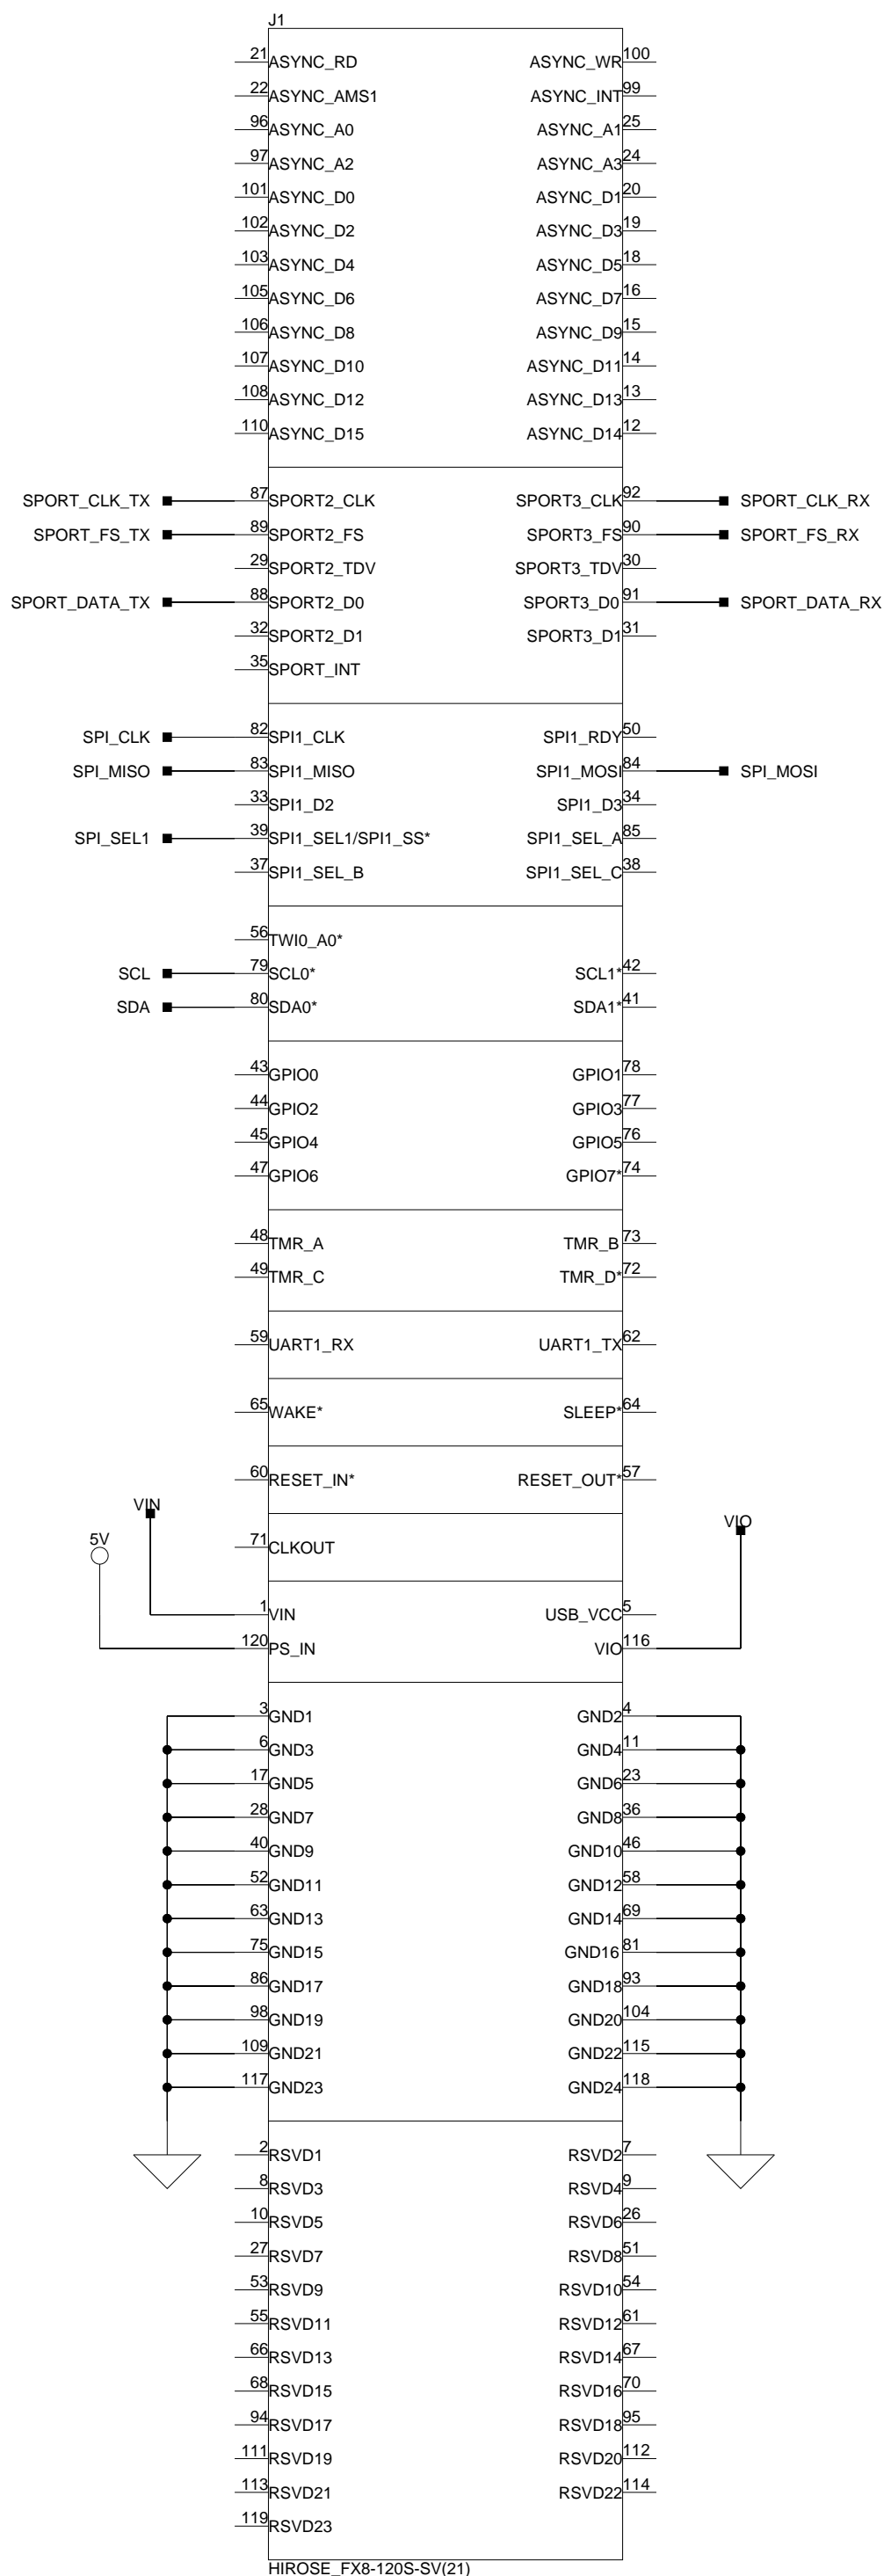 J1
21 ASYNC_RD ASYNC_WR 100
22 ASYNC_AMS1 ASYNC_INT 99
96 ASYNC_A0 ASYNC_A1 25
97 ASYNC_A2 ASYNC_A3 24
101 ASYNC_D0 ASYNC_D1 20
102 ASYNC_D2 ASYNC_D3 19
103 ASYNC_D4 ASYNC_D5 18
105 ASYNC_D6 ASYNC_D7 16
106 ASYNC_D8 ASYNC_D9 15
107 ASYNC_D10 ASYNC_D11 14
108 ASYNC_D12 ASYNC_D13 13
110 ASYNC_D15 ASYNC_D14 12
SPORT_CLK_TX 87 SPORT2_CLK SPORT3_CLK 92 SPORT_CLK_RX
SPORT_FS_TX 89 SPORT2_FS SPORT3_FS 90 SPORT_FS_RX
29 SPORT2_TDV SPORT3_TDV 30
SPORT_DATA_TX 88 SPORT2_D0 SPORT3_D0 91 SPORT_DATA_RX
32 SPORT2_D1 SPORT3_D1 31
35 SPORT_INT
SPI_CLK 82 SPI1_CLK SPI1_RDY 50
SPI_MISO 83 SPI1_MISO SPI1_MOSI 84 SPI_MOSI
33 SPI1_D2 SPI1_D3 34
SPI_SEL1 39 SPI1_SEL1/SPI1_SS* SPI1_SEL_A 85
37 SPI1_SEL_B SPI1_SEL_C 38
56 TWI0_A0*
SCL 79 SCL0* SCL1* 42
SDA 80 SDA0* SDA1* 41
43 GPIO0 GPIO1 78
44 GPIO2 GPIO3 77
45 GPIO4 GPIO5 76
47 GPIO6 GPIO7* 74
48 TMR_A TMR_B 73
49 TMR_C TMR_D* 72
59 UART1_RX UART1_TX 62
65 WAKE* SLEEP* 64
60 RESET_IN* RESET_OUT* 57
VIN
VIO
5V
71 CLKOUT
1 VIN USB_VCC 5
120 PS_IN VIO 116
3 GND1 GND2 4
6 GND3 GND4 11
17 GND5 GND6 23
28 GND7 GND8 36
40 GND9 GND10 46
52 GND11 GND12 58
63 GND13 GND14 69
75 GND15 GND16 81
86 GND17 GND18 93
98 GND19 GND20 104
109 GND21 GND22 115
117 GND23 GND24 118
2 RSVD1 RSVD2 7
8 RSVD3 RSVD4 9
10 RSVD5 RSVD6 26
27 RSVD7 RSVD8 51
53 RSVD9 RSVD10 54
55 RSVD11 RSVD12 61
66 RSVD13 RSVD14 67
68 RSVD15 RSVD16 70
94 RSVD17 RSVD18 95
111 RSVD19 RSVD20 112
113 RSVD21 RSVD22 114
119 RSVD23
HIROSE_FX8-120S-SV(21)